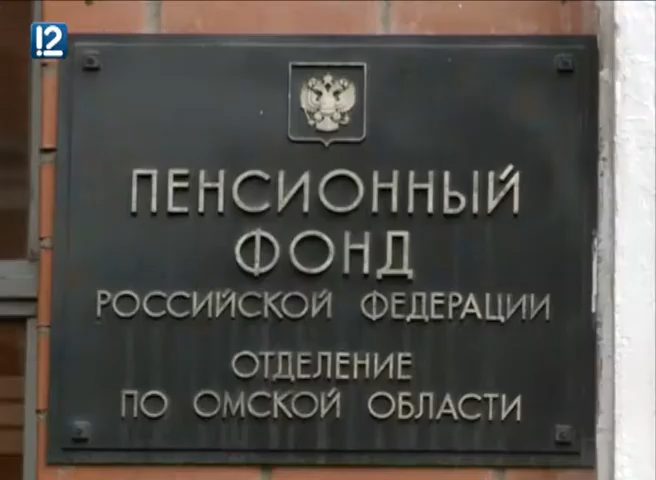 12
ПЕНСИОННЫЙ
ФОНД
РОССИЙСКОЙ ФЕДЕРАЦИИ
ОТДЕЛЕНИЕ
ПО ОМСКОЙ ОБЛАСТИ